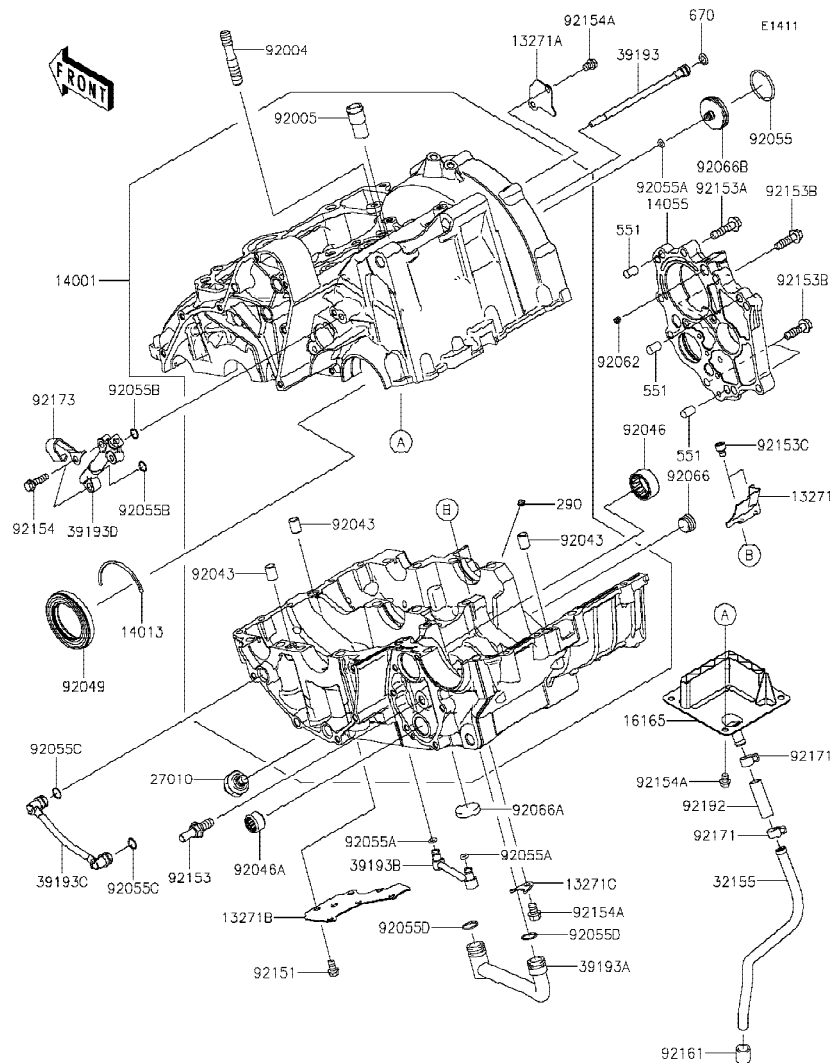 92154A
670
13271A
39193
E1411
92004
FRONT
92005
92055
92066B
92055A
92153A
92153B
14055
551
14001
92153B
92062
551
92055B
92173
A
92046
551
92153C
92066
92055B
92154
39193D
B
290
13271
92043
92043
B
92043
A
14013
92049
16165
92055C
27010
92171
92154A
92066A
92192
92055A
92171
92055A
39193B
39193C
92055C
92153
92046A
13271C
32155
13271B
92154A
92055D
92055D
39193A
92151
92161